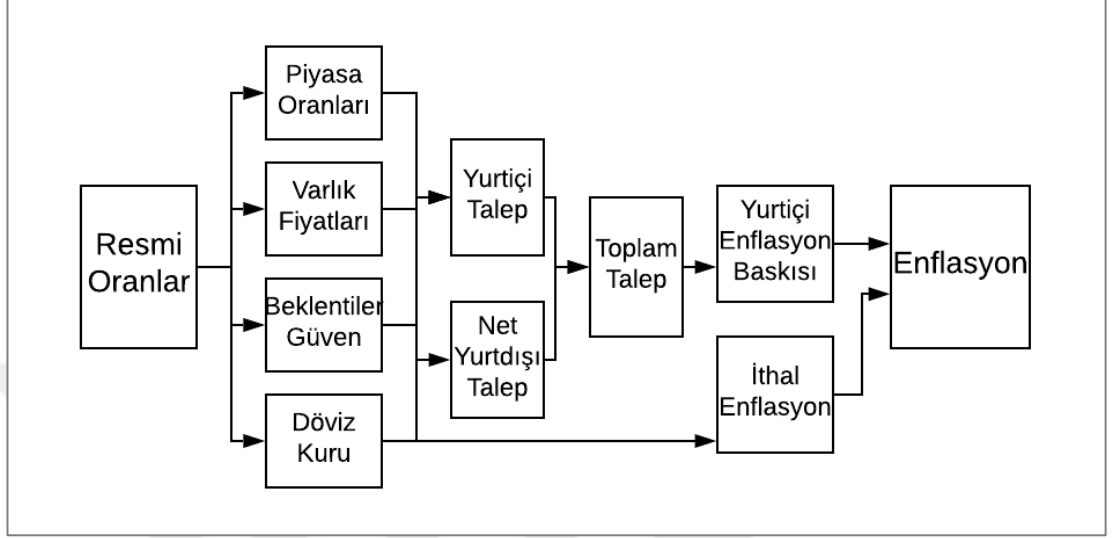 Resmi
Oranlar
Piyasa
Oranları
Varlık
Fiyatları
Beklentiler
Güven
Döviz
Kuru
Yurtiçi
Talep
Net
Yurtdışı
Talep
Toplam
Talep
Yurtiçi
Enflasyon
Baskısı
İthal
Enflasyon
Enflasyon